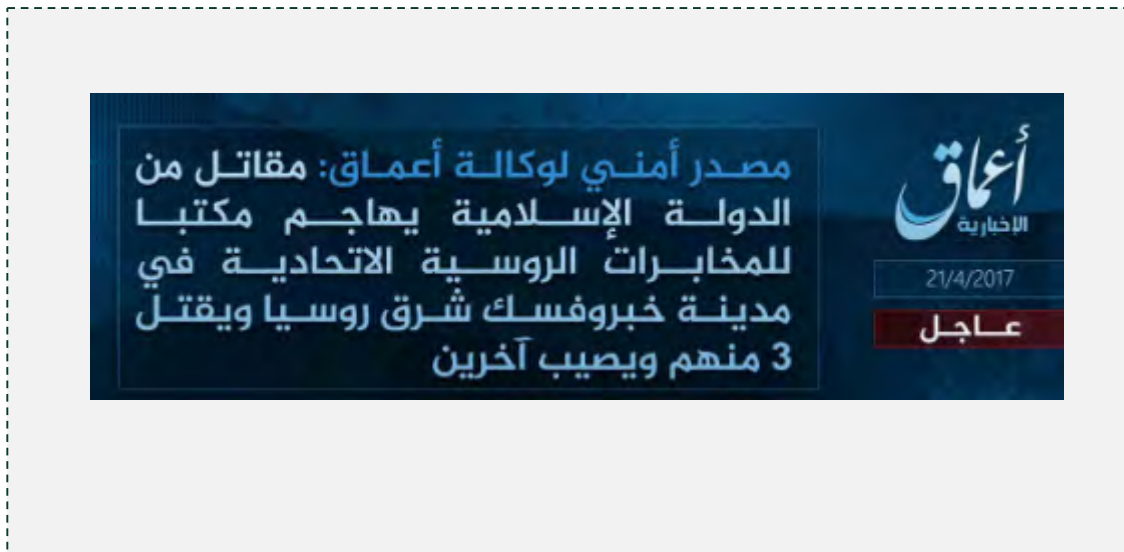 أعماق
الإخبارية
21/4/2017
عاجل
مصدر أمني لوكالة أعماق: مقاتل من
الدولة الإسلامية يهاجم مكتبا
للمخابرات الروسية الاتحادية في
مدينة خبروفسك شرق روسيا ويقتل
3 منهم ويصيب آخرين